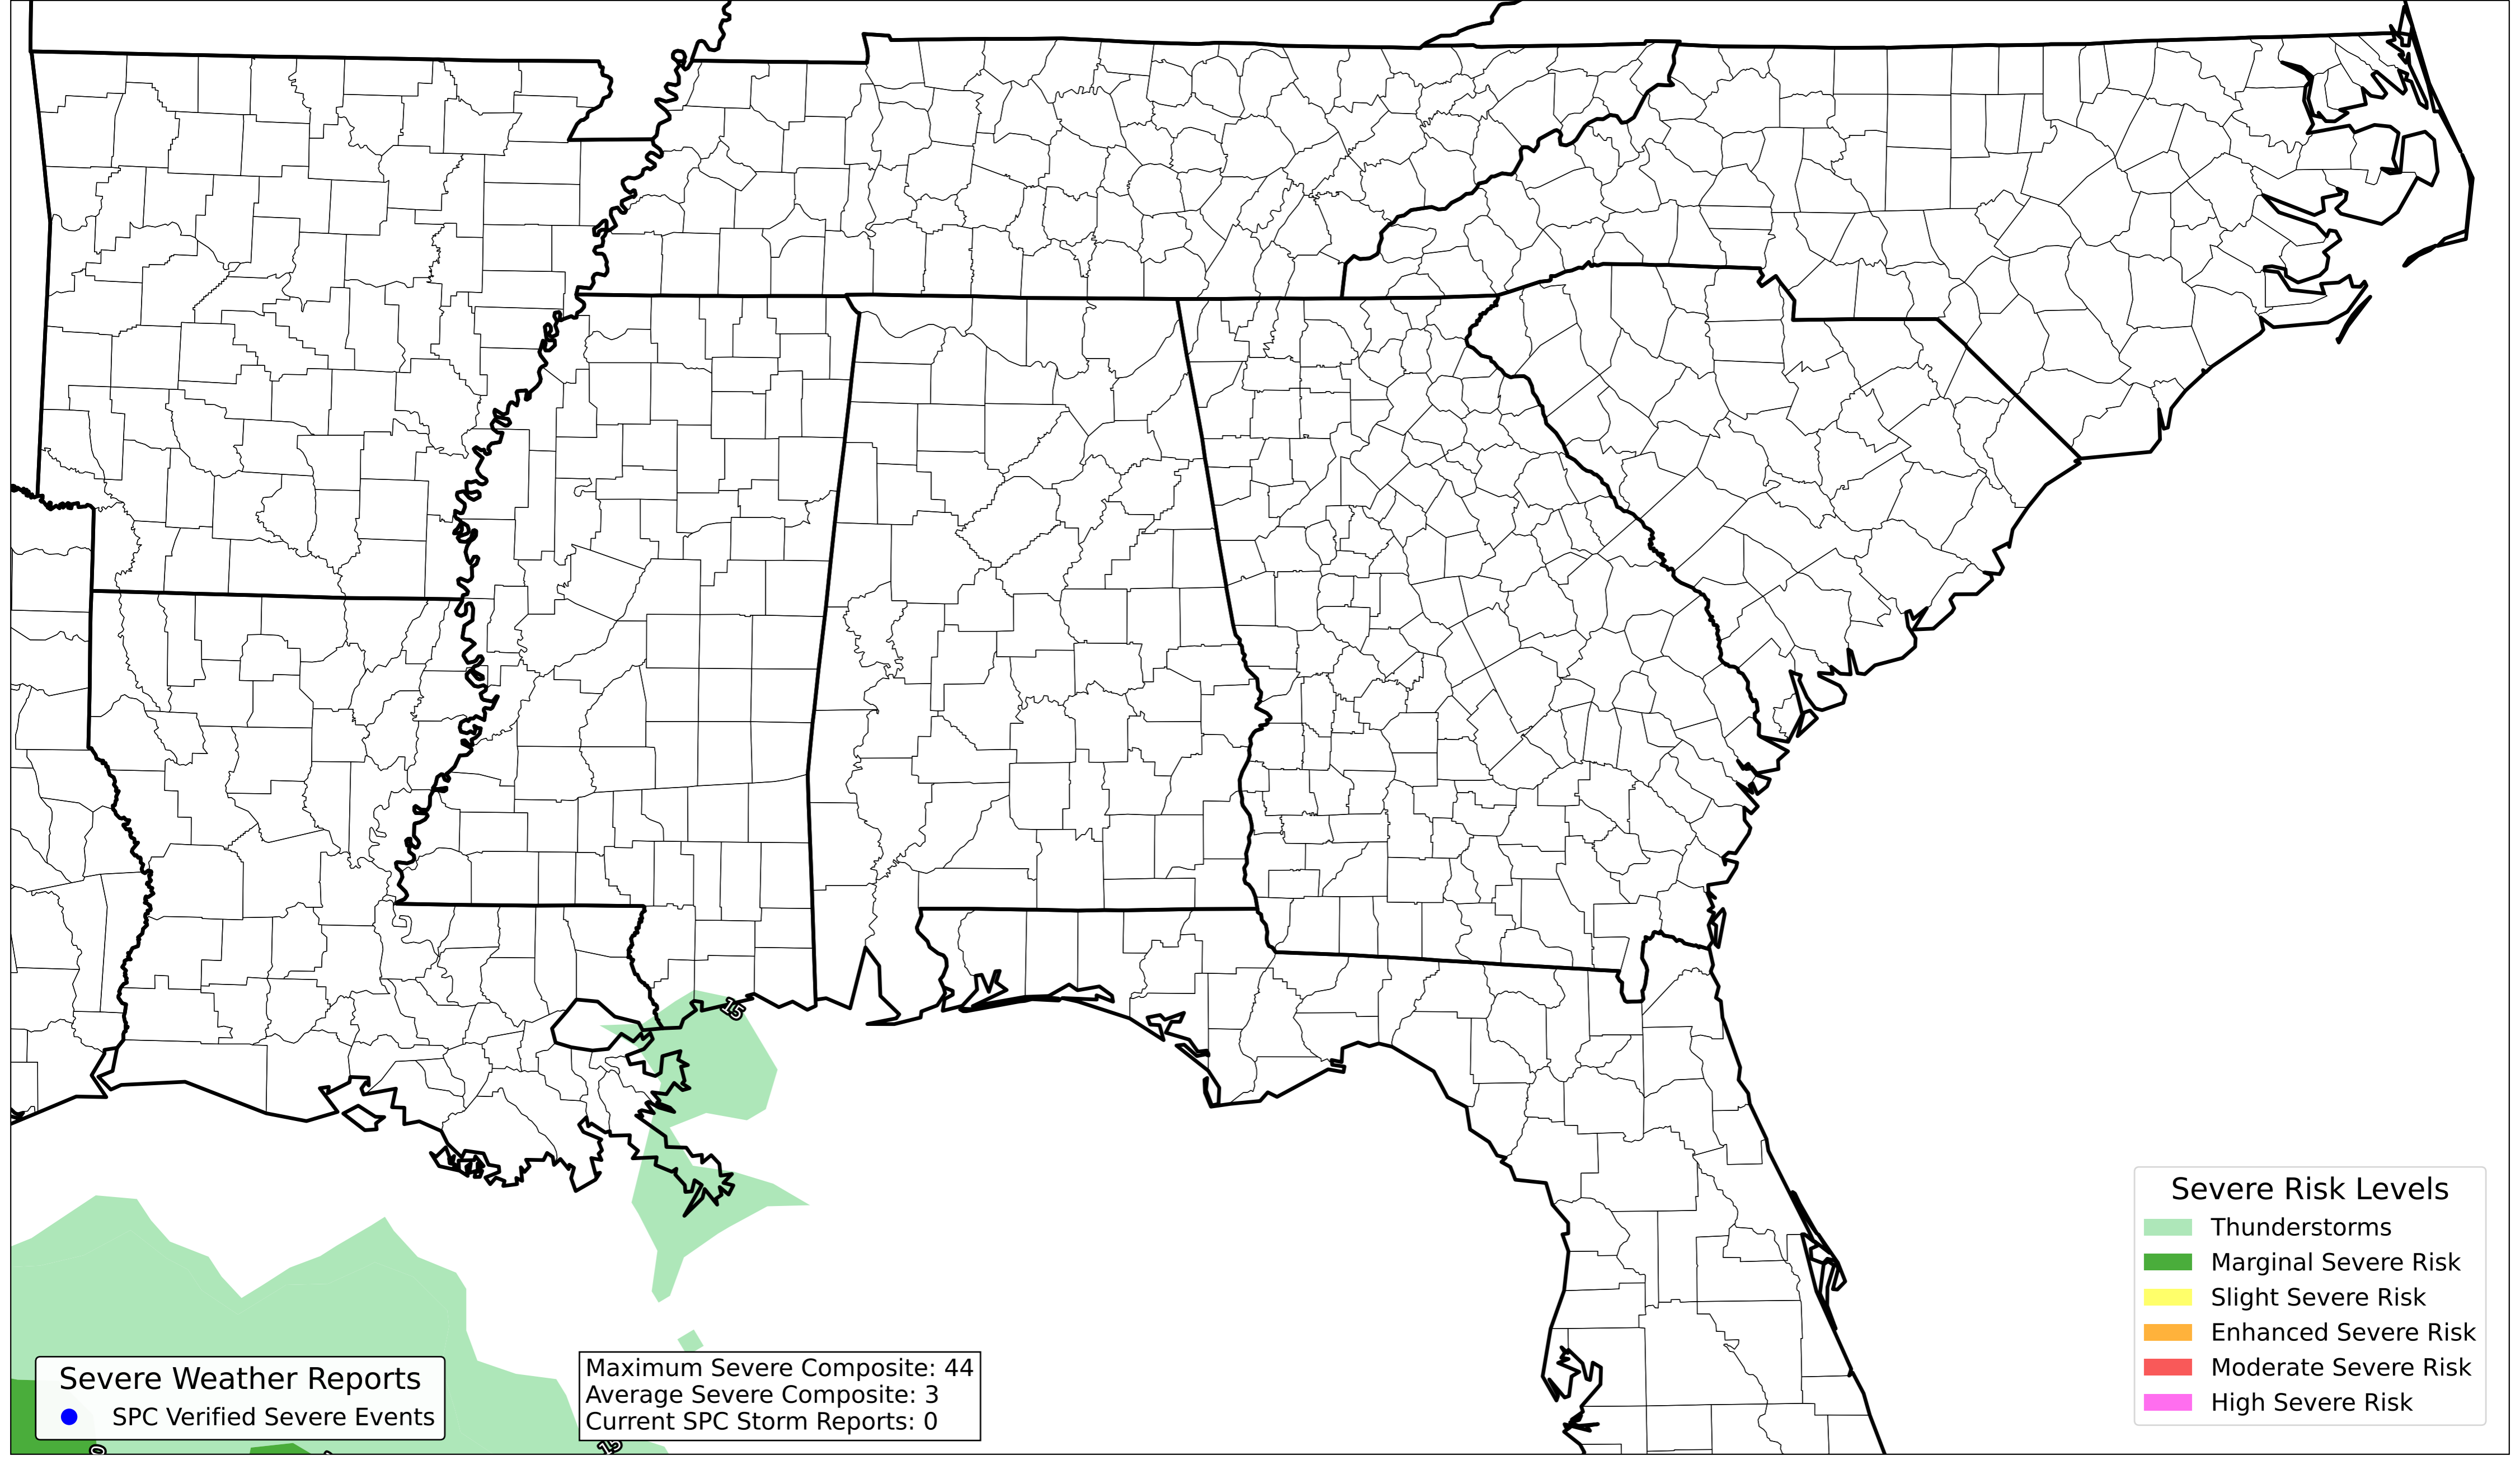 15
Severe Risk Levels
Thunderstorms
Marginal Severe Risk
Slight Severe Risk
Enhanced Severe Risk
Moderate Severe Risk
High Severe Risk
Severe Weather Reports
SPC Verified Severe Events
Maximum Severe Composite: 44
Average Severe Composite: 3
Current SPC Storm Reports: 0
15